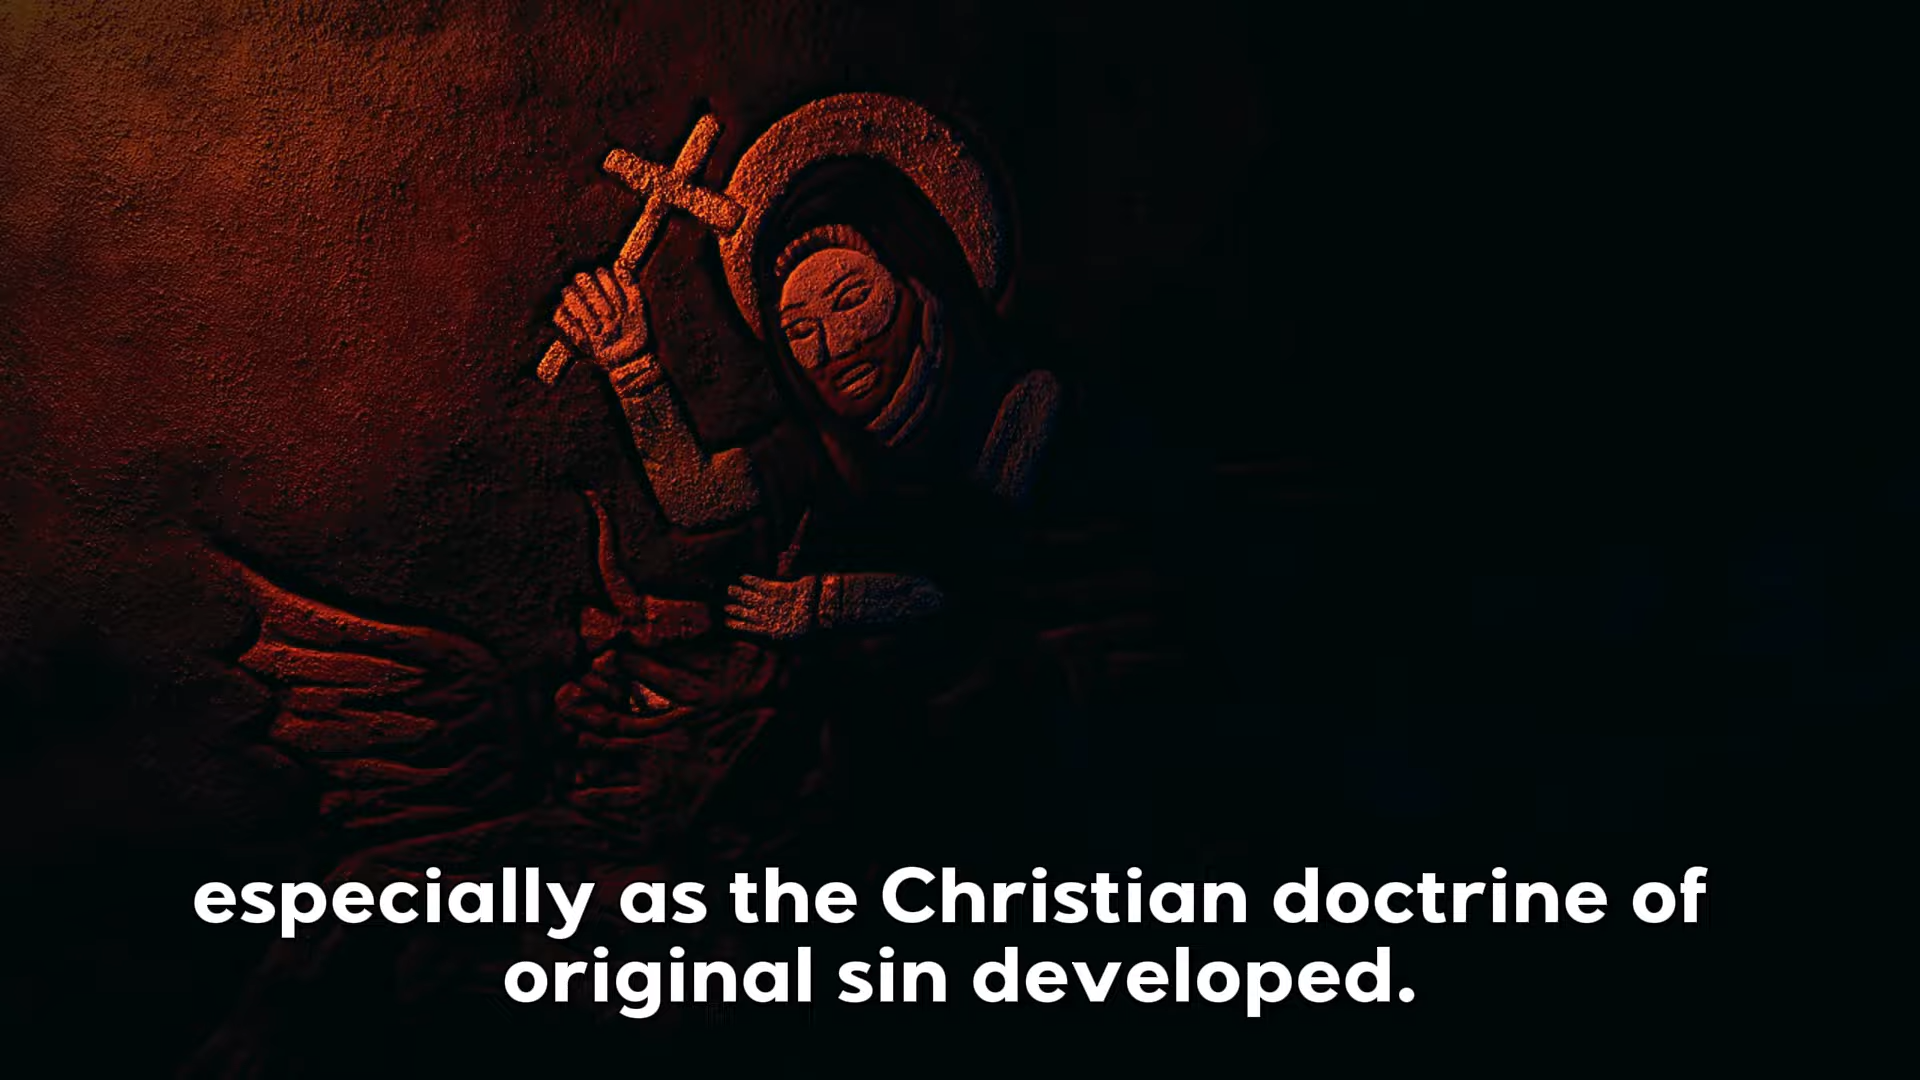 especially as the Christian doctrine of
original sin developed.